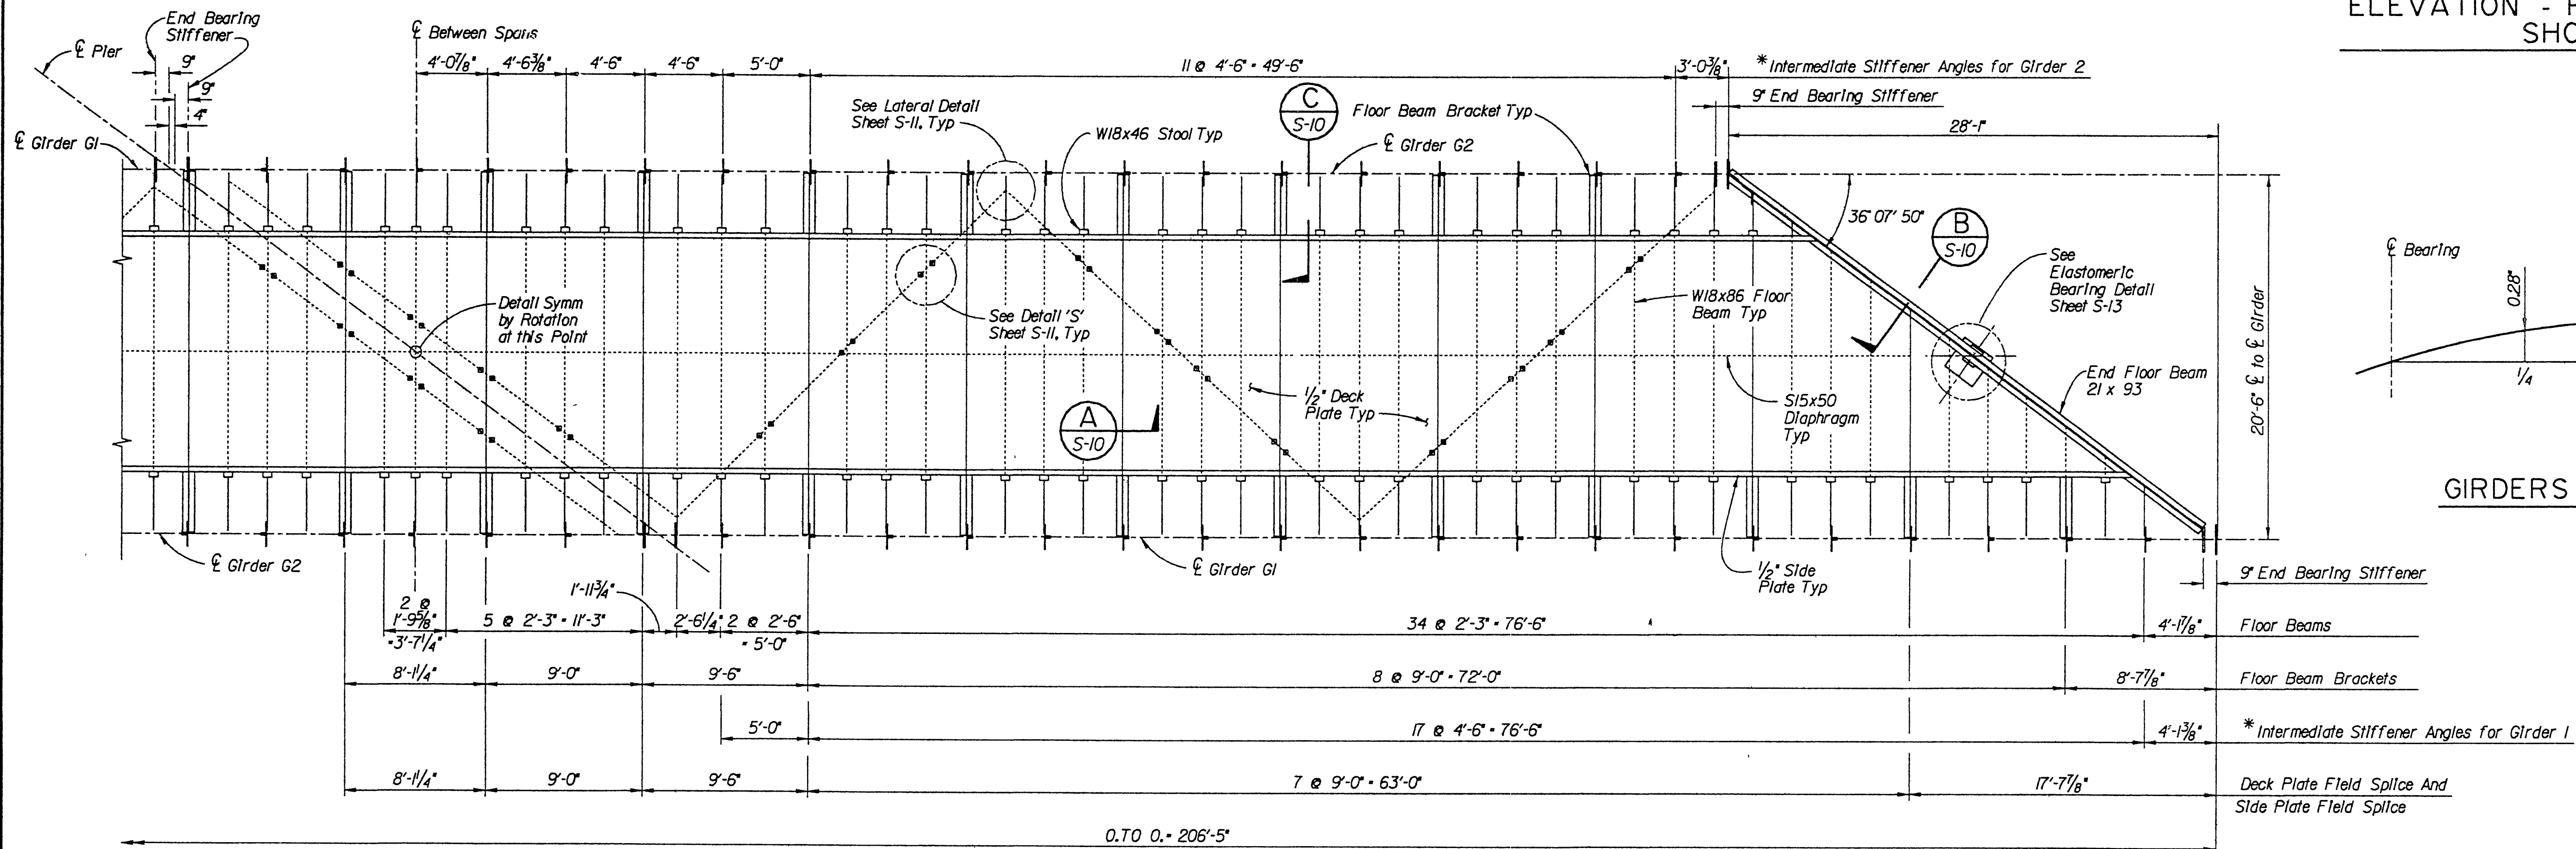 ELEVATION -
SHO
End Bearing
Stiffener
℄ Pier
℄ Between Spans
9"
9"
4"
4'-0⅞"
4'-6⅜"
4'-6"
4'-6"
5'-0"
11 @ 4'-6" = 49'-6"
3'-0⅜"
*Intermediate Stiffener Angles for Girder 2
9" End Bearing Stiffener
28'-1"
See Lateral Detail
Sheet S-11, Typ
W18x46 Stool Typ
C
S-10
Floor Beam Bracket Typ
℄ Girder G2
℄ Girder G1
36° 07' 50"
B
S-10
See
Elastomeric
Bearing Detail
Sheet S-13
℄ Bearing
0.28"
1/4
Detail Symm
by Rotation
at this Point
See Detail 'S'
Sheet S-11, Typ
W18x86 Floor
Beam Typ
A
S-10
½" Deck
Plate Typ
S15x50
Diaphragm
Typ
End Floor Beam
21 x 93
20'-6" ℄ to ℄ Girder
GIRDERS
℄ Girder G2
℄ Girder G1
½" Side
Plate Typ
9" End Bearing Stiffener
2 @
1'-9⅝"
=3'-7¼"
5 @ 2'-3" = 11'-3"
1'-11¾"
2'-6¼"
2 @ 2'-6"
= 5'-0"
34 @ 2'-3" = 76'-6"
4'-1⅞"
Floor Beams
8'-1¼"
9'-0"
9'-6"
8 @ 9'-0" = 72'-0"
8'-7⅞"
Floor Beam Brackets
5'-0"
17 @ 4'-6" = 76'-6"
4'-1⅜"
*Intermediate Stiffener Angles for Girder 1
8'-1¼"
9'-0"
9'-6"
7 @ 9'-0" = 63'-0"
17'-7⅞"
Deck Plate Field Splice And
Side Plate Field Splice
O.TO O. = 206'-5"